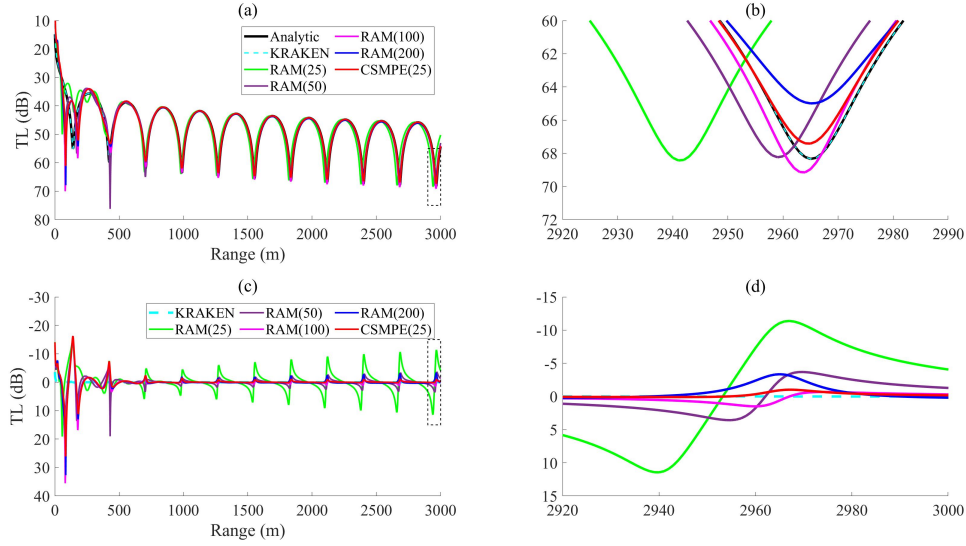 (a)
10
20
30
40
50
60
70
80
TL (dB)
0 500 1000 1500 2000 2500 3000
Range (m)
Analytic
KRAKEN
RAM(25)
RAM(50)
RAM(100)
RAM(200)
CSMPE(25)
(b)
60
62
64
66
68
70
72
2920 2930 2940 2950 2960 2970 2980 2990
(c)
-30
-20
-10
0
10
20
30
40
TL (dB)
0 500 1000 1500 2000 2500 3000
Range (m)
KRAKEN
RAM(25)
RAM(50)
RAM(100)
RAM(200)
CSMPE(25)
(d)
-15
-10
-5
0
5
10
15
2920 2940 2960 2980 3000